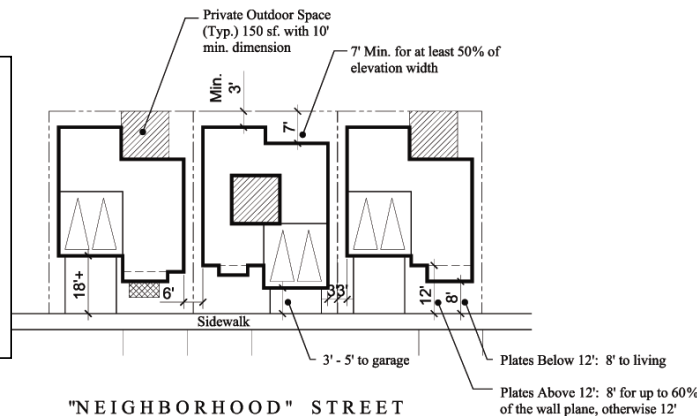 Private Outdoor Space
(Typ.) 150 sf. with 10'
min. dimension
7' Min. for at least 50% of
elevation width
Min.
3'
7'
18'+
6'
3'
3'
12'
8'
Sidewalk
3' - 5' to garage
Plates Below 12': 8' to living
Plates Above 12': 8' for up to 60%
of the wall plane, otherwise 12'
"NEIGHBORHOOD" STREET